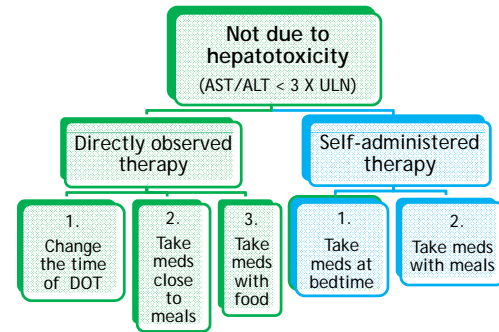 Not due to
hepatotoxicity
(AST/ALT < 3 X ULN)
Directly observed
therapy
Self-administered
therapy
1.
Change
the time
of DOT
2.
Take
meds
close to
meals
3.
Take
meds
with
food
1.
Take
meds at
bedtime
2.
Take meds
with meals